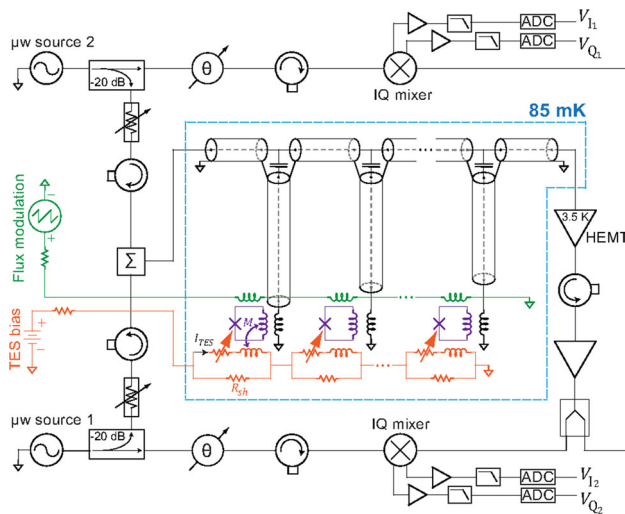 μw source 2
-20 dB
θ
IQ mixer
ADC
V_I₁
ADC
V_Q₁
85 mK
Flux modulation
Σ
3.5 K
HEMT
TES bias
I_TES
M
R_sh
μw source 1
-20 dB
θ
IQ mixer
ADC
V_I₂
ADC
V_Q₂